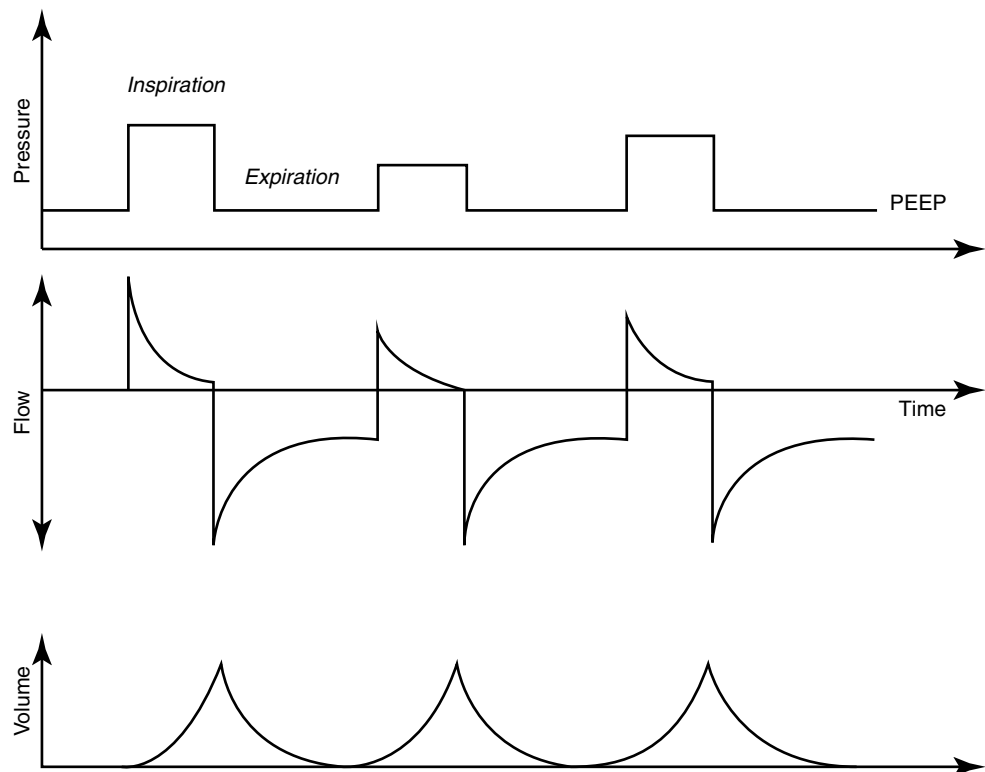 Inspiration
Pressure
Expiration
PEEP
Flow
Time
Volume